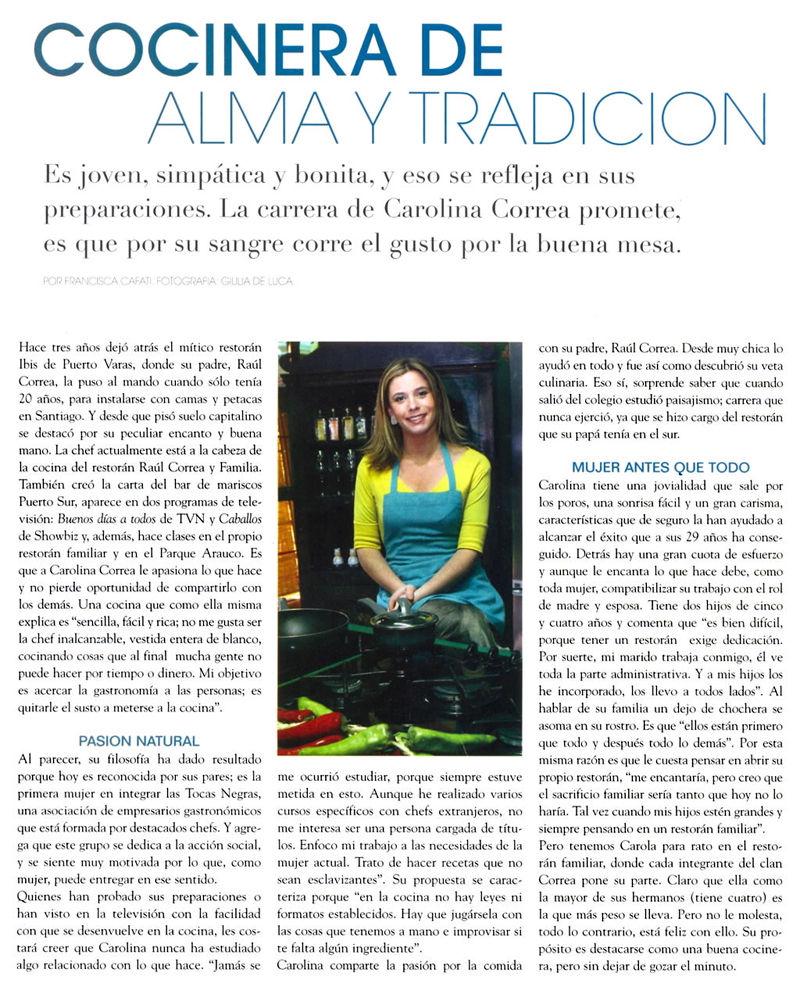 COCINERA DE
ALMA Y TRADICION
Es joven, simpática y bonita, y eso se refleja en sus
preparaciones. La carrera de Carolina Correa promete,
es que por su sangre corre el gusto por la buena mesa.
POR FRANCISCA CAFATI. FOTOGRAFIA: GIULIA DE LUCA
Hace tres años dejó atrás el mítico restorán
Ibis de Puerto Varas, donde su padre, Raúl
Correa, la puso al mando cuando sólo tenía
20 años, para instalarse con camas y petacas
en Santiago. Y desde que pisó suelo capitalino
se destacó por su peculiar encanto y buena
mano. La chef actualmente está a la cabeza de
la cocina del restorán Raúl Correa y Familia.
También creó la carta del bar de mariscos
Puerto Sur, aparece en dos programas de tele-
visión: Buenos días a todos de TVN y Caballos
de Showbiz y, además, hace clases en el propio
restorán familiar y en el Parque Arauco. Es
que a Carolina Correa le apasiona lo que hace
y no pierde oportunidad de compartirlo con
los demás. Una cocina que como ella misma
explica es “sencilla, fácil y rica; no me gusta ser
la chef inalcanzable, vestida entera de blanco,
cocinando cosas que al final mucha gente no
puede hacer por tiempo o dinero. Mi objetivo
es acercar la gastronomía a las personas; es
quitarle el susto a meterse a la cocina”.
PASION NATURAL
Al parecer, su filosofía ha dado resultado
porque hoy es reconocida por sus pares; es la
primera mujer en integrar las Tocas Negras,
una asociación de empresarios gastronómicos
que está formada por destacados chefs. Y agre-
ga que este grupo se dedica a la acción social,
y se siente muy motivada por lo que, como
mujer, puede entregar en ese sentido.
Quienes han probado sus preparaciones o
han visto en la televisión con la facilidad
con que se desenvuelve en la cocina, les cos-
tará creer que Carolina nunca ha estudiado
algo relacionado con lo que hace. “Jamás se
me ocurrió estudiar, porque siempre estuve
metida en esto. Aunque he realizado varios
cursos específicos con chefs extranjeros, no
me interesa ser una persona cargada de títu-
los. Enfoco mi trabajo a las necesidades de la
mujer actual. Trato de hacer recetas que no
sean esclavizantes”. Su propuesta se carac-
teriza porque “en la cocina no hay leyes ni
formatos establecidos. Hay que jugársela con
las cosas que tenemos a mano e improvisar si
te falta algún ingrediente”.
Carolina comparte la pasión por la comida
con su padre, Raúl Correa. Desde muy chica lo
ayudó en todo y fue así como descubrió su veta
culinaria. Eso sí, sorprende saber que cuando
salió del colegio estudió paisajismo; carrera que
nunca ejerció, ya que se hizo cargo del restorán
que su papá tenía en el sur.
MUJER ANTES QUE TODO
Carolina tiene una jovialidad que sale por
los poros, una sonrisa fácil y un gran carisma,
características que de seguro la han ayudado a
alcanzar el éxito que a sus 29 años ha conse-
guido. Detrás hay una gran cuota de esfuerzo
y aunque le encanta lo que hace debe, como
toda mujer, compatibilizar su trabajo con el rol
de madre y esposa. Tiene dos hijos de cinco
y cuatro años y comenta que “es bien difícil,
porque tener un restorán exige dedicación.
Por suerte, mi marido trabaja conmigo, él ve
toda la parte administrativa. Y a mis hijos los
he incorporado, los llevo a todos lados”. Al
hablar de su familia un dejo de chochera se
asoma en su rostro. Es que “ellos están primero
que todo y después todo lo demás”. Por esta
misma razón es que le cuesta pensar en abrir su
propio restorán, “me encantaría, pero creo que
el sacrificio familiar sería tanto que hoy no lo
haría. Tal vez cuando mis hijos estén grandes y
siempre pensando en un restorán familiar”.
Pero tenemos Carola para rato en el resto-
rán familiar, donde cada integrante del clan
Correa pone su parte. Claro que ella como
la mayor de sus hermanos (tiene cuatro) es
la que más peso se lleva. Pero no le molesta,
todo lo contrario, está feliz con ello. Su pro-
pósito es destacarse como una buena cocine-
ra, pero sin dejar de gozar el minuto.